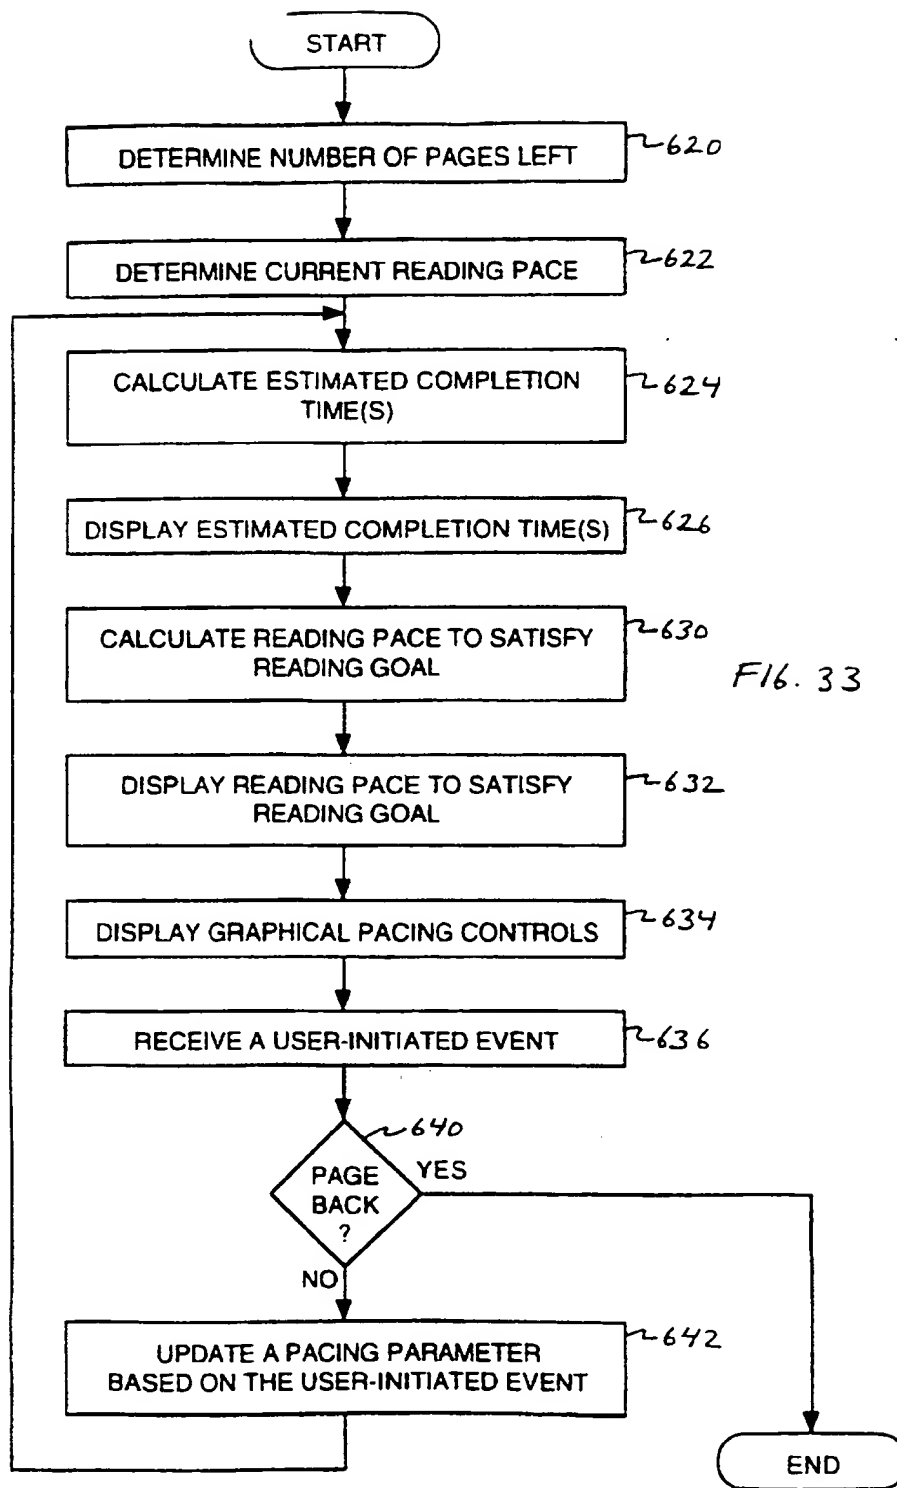 START
DETERMINE NUMBER OF PAGES LEFT
620
DETERMINE CURRENT READING PACE
622
CALCULATE ESTIMATED COMPLETION
TIME(S)
624
DISPLAY ESTIMATED COMPLETION TIME(S)
626
CALCULATE READING PACE TO SATISFY
READING GOAL
630
FIG. 33
DISPLAY READING PACE TO SATISFY
READING GOAL
632
DISPLAY GRAPHICAL PACING CONTROLS
634
RECEIVE A USER-INITIATED EVENT
636
640
PAGE
BACK
?
YES
NO
UPDATE A PACING PARAMETER
BASED ON THE USER-INITIATED EVENT
642
END